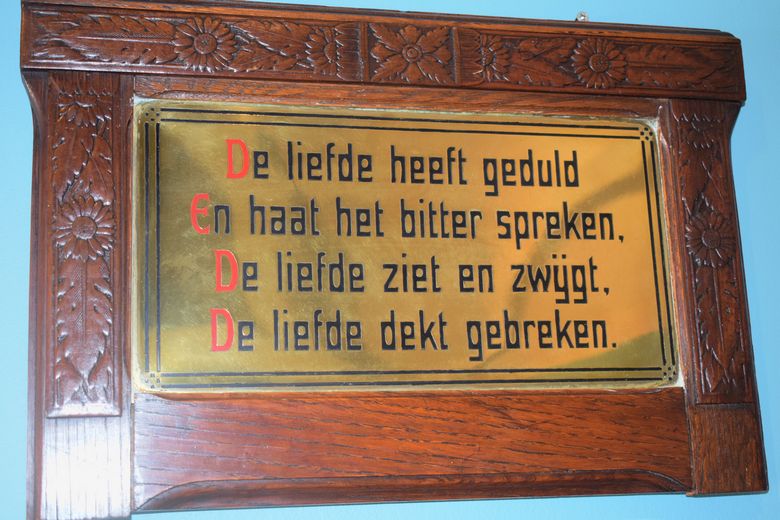 De liefde heeft geduld
En haat het bitter spreken,
De liefde ziet en zwijgt,
De liefde dekt gebreken.